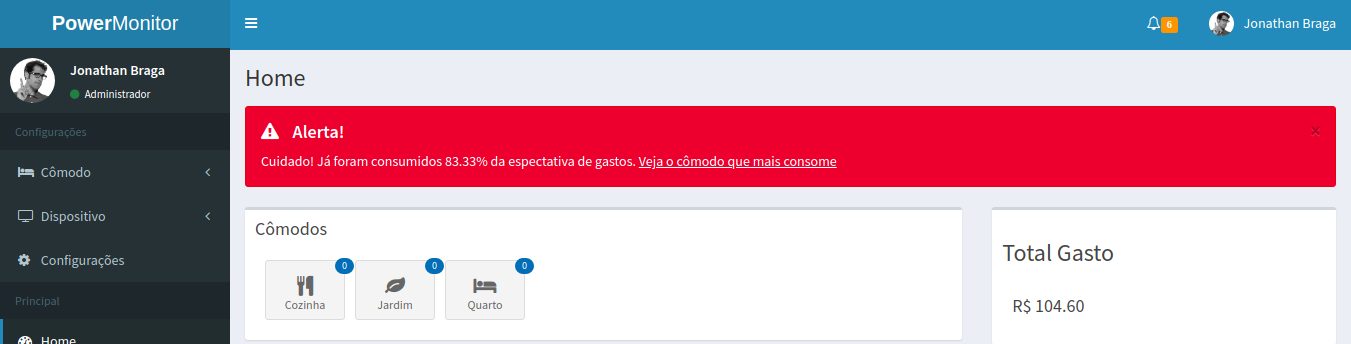 PowerMonitor
6
Jonathan Braga
Jonathan Braga
Administrador
Configurações
Cômodo
Dispositivo
Configurações
Principal
Home
Home
Alerta!
×
Cuidado! Já foram consumidos 83.33% da espectativa de gastos. Veja o cômodo que mais consome
Cômodos
0
Cozinha
0
Jardim
0
Quarto
Total Gasto
R$ 104.60